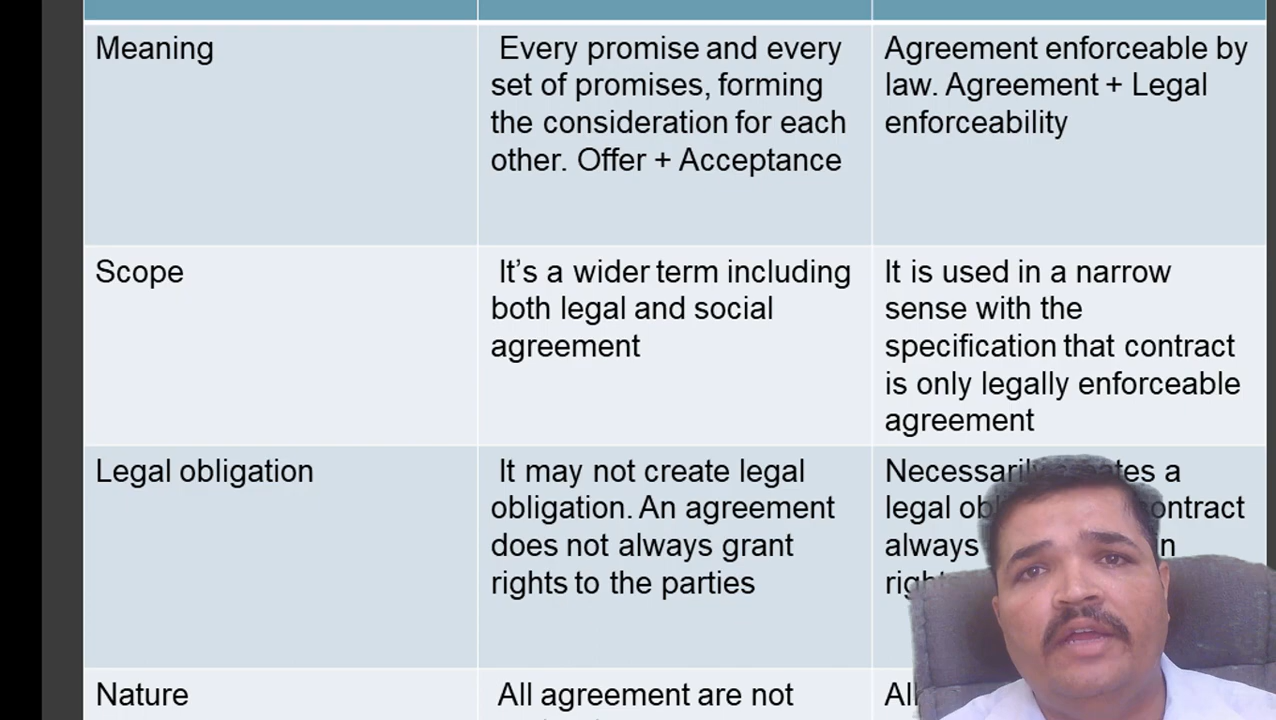 Meaning
Every promise and every
set of promises, forming
the consideration for each
other. Offer + Acceptance
Agreement enforceable by
law. Agreement + Legal
enforceability
Scope
It's a wider term including
both legal and social
agreement
It is used in a narrow
sense with the
specification that contract
is only legally enforceable
agreement
Legal obligation
It may not create legal
obligation. An agreement
does not always grant
rights to the parties
a
legal
always
Nature
All agreement are not